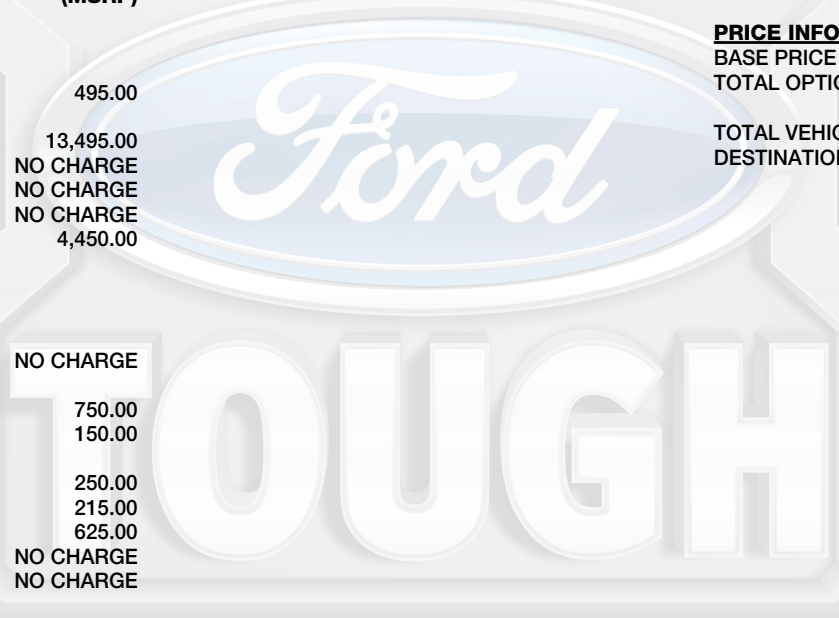 (MSRP)
495.00
13,495.00
NO CHARGE
NO CHARGE
NO CHARGE
4,450.00
NO CHARGE
750.00
150.00
250.00
215.00
625.00
NO CHARGE
NO CHARGE
PRICE INFO
BASE PRICE
TOTAL OPTIO
TOTAL VEHIC
DESTINATION
Ford
TOUGH